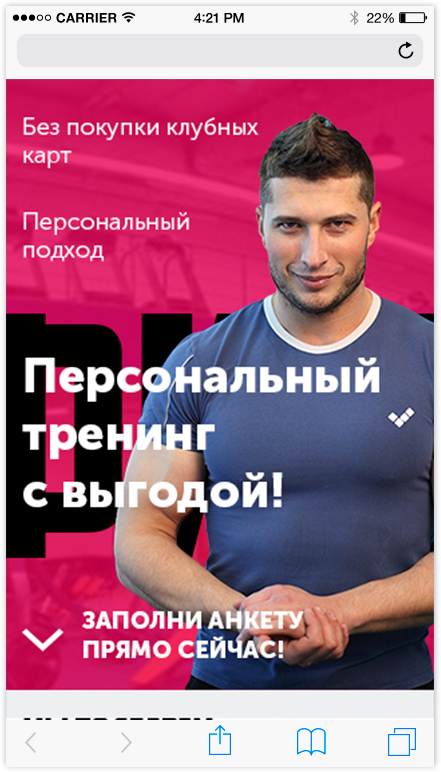 CARRIER 4:21 PM 22%
Без покупки клубных
карт
Персональный
подход
Персональный
тренинг
с выгодой!
ЗАПОЛНИ АНКЕТУ
ПРЯМО СЕЙЧАС!